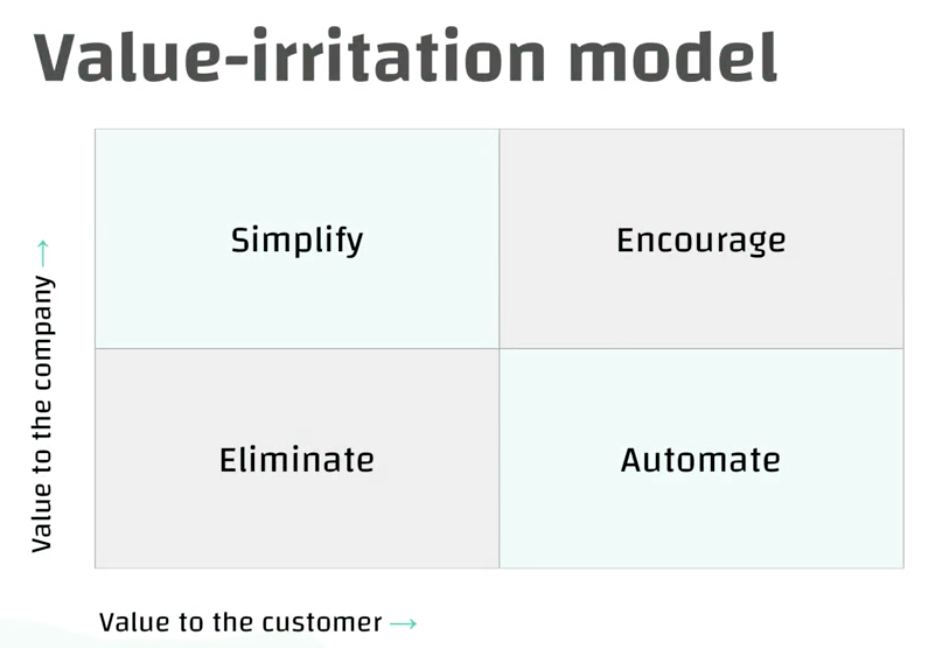 Value-irritation model
Value to the company →
Simplify
Encourage
Eliminate
Automate
Value to the customer →